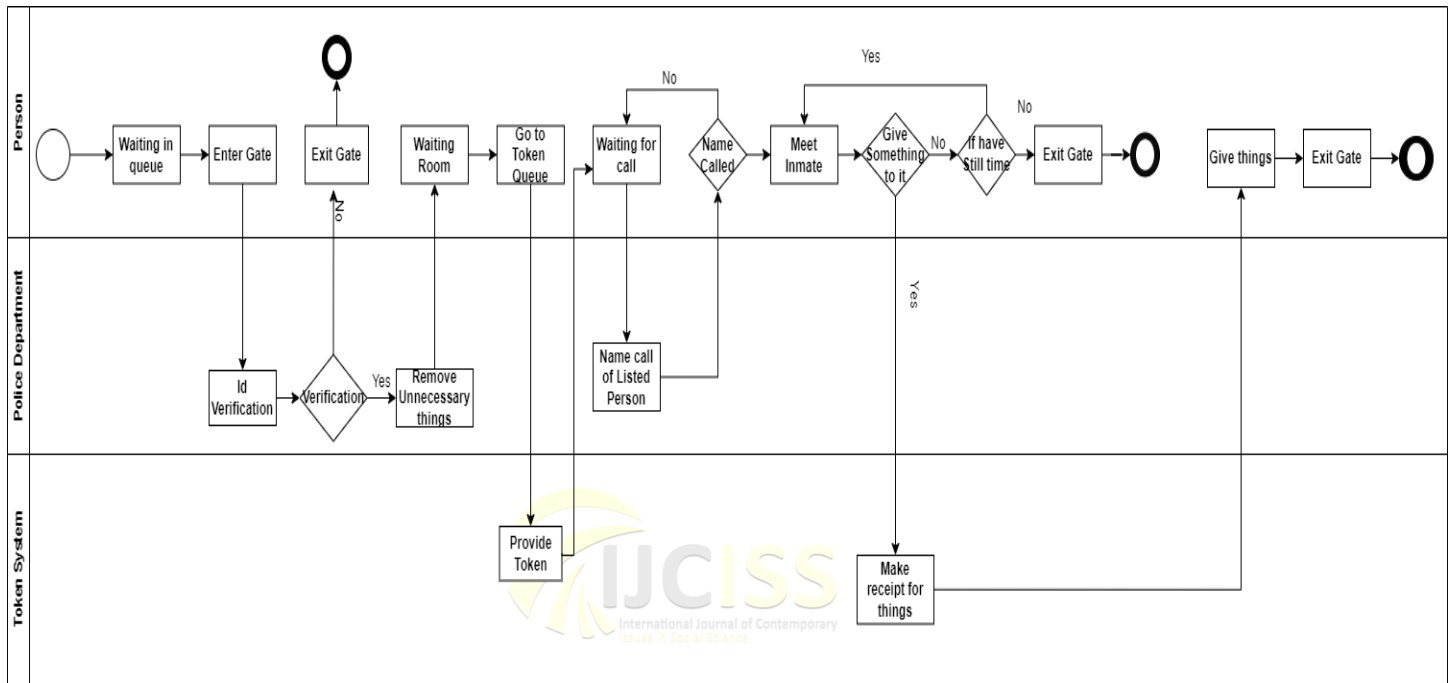 Person
Waiting in
queue
Enter Gate
Exit Gate
No
Waiting
Room
Go to
Token
Queue
Waiting for
call
No
Name
Called
Meet
Inmate
Yes
Give
Something
to it
No
If have
Still time
No
Exit Gate
Give things
Exit Gate
Police Department
Id
Verification
Verification
Yes
Remove
Unnecessary
things
Name call
of Listed
Person
Yes
Token System
Provide
Token
Make
receipt for
things
IJCISS
International Journal of Contemporary
Issues in Social Science